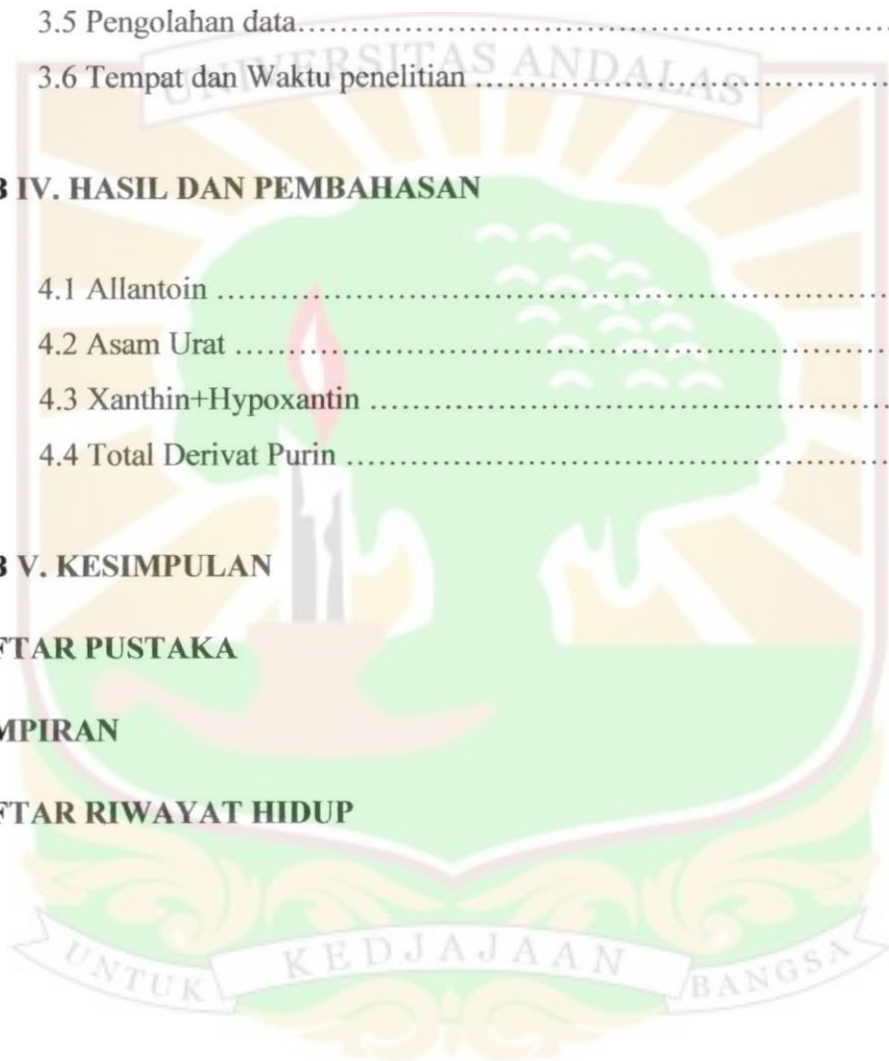 3.5 Pengolahan data.................................................................
UNIVERSITAS ANDALAS
3.6 Tempat dan Waktu penelitian .............................................
B IV. HASIL DAN PEMBAHASAN
4.1 Allantoin ...........................................................................
4.2 Asam Urat .........................................................................
4.3 Xanthin+Hypoxantin .........................................................
4.4 Total Derivat Purin ............................................................
B V. KESIMPULAN
FTAR PUSTAKA
MPIRAN
FTAR RIWAYAT HIDUP
UNTUK KEDJAJAAN BANGSA